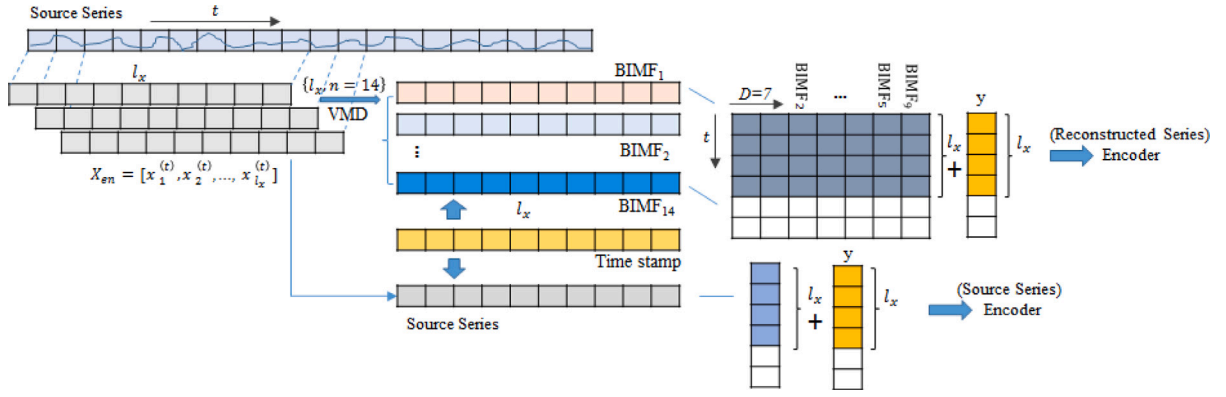 Source Series
t
l_x
{l_x, n = 14}
VMD
X_en = [x_1^(t), x_2^(t), ..., x_{l_x}^(t)]
BIMF_1
BIMF_2
⋮
BIMF_14
l_x
Time stamp
Source Series
D=7
BIMF_2
...
BIMF_5
BIMF_9
t
l_x
+
y
l_x
(Reconstructed Series)
Encoder
l_x
+
y
l_x
(Source Series)
Encoder